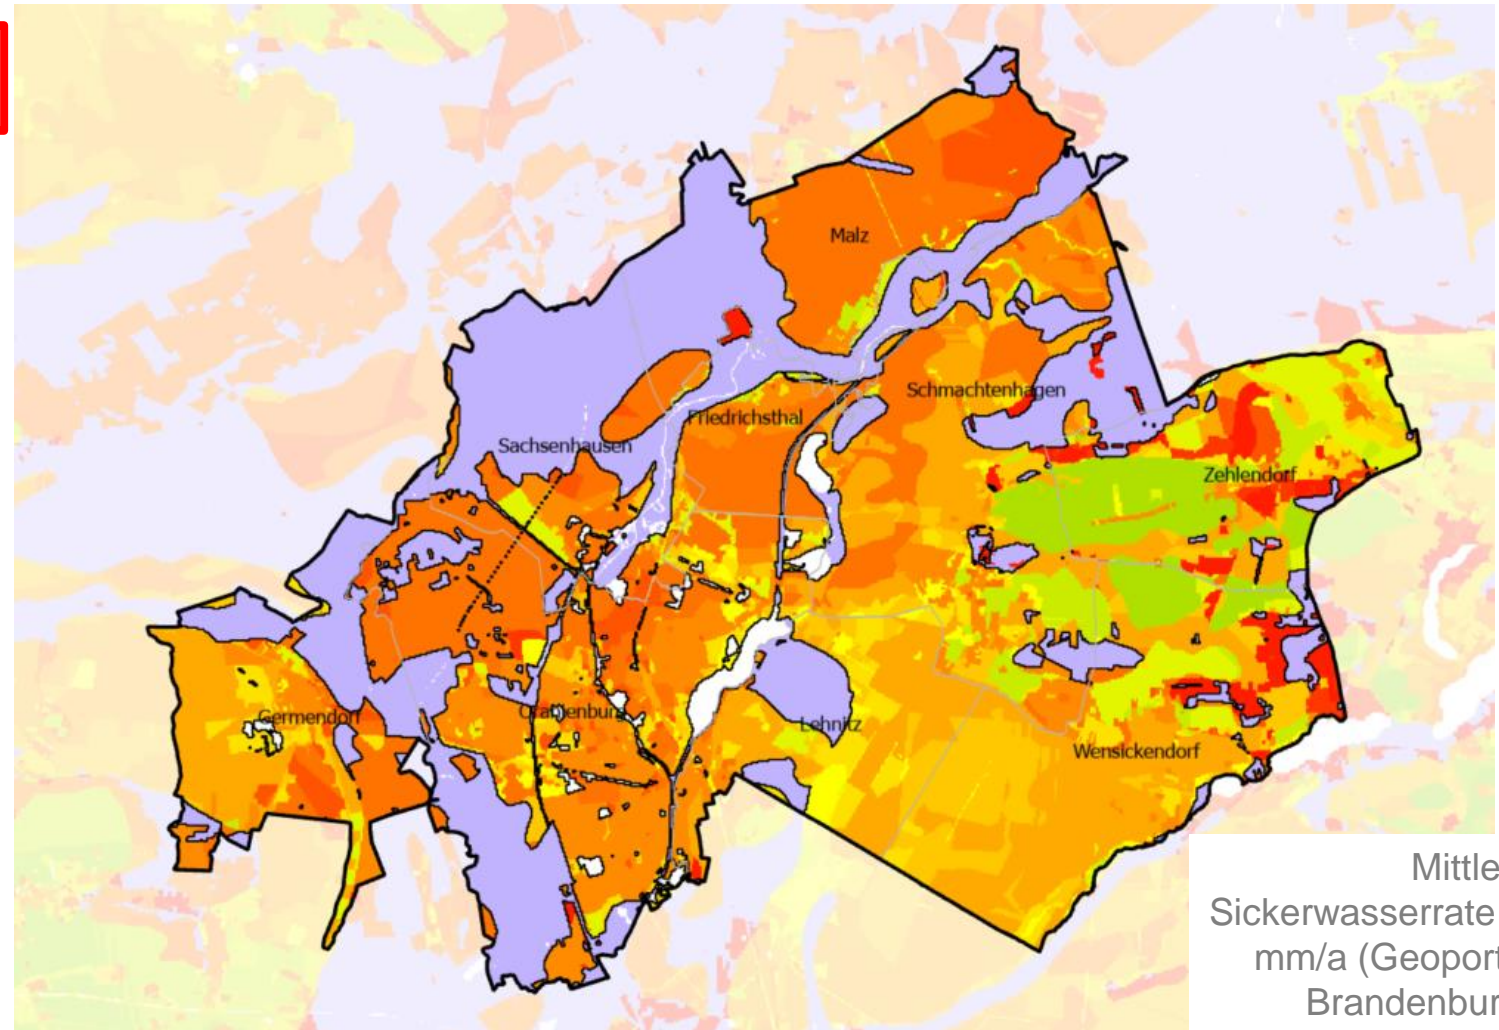 Malz
Schmachtenhagen
Friedrichsthal
Sachsenhausen
Zehlendorf
Germendorf
Oranienburg
Lehnitz
Wensickendorf
Mittle
Sickerwasserrate
mm/a (Geoport
Brandenbur